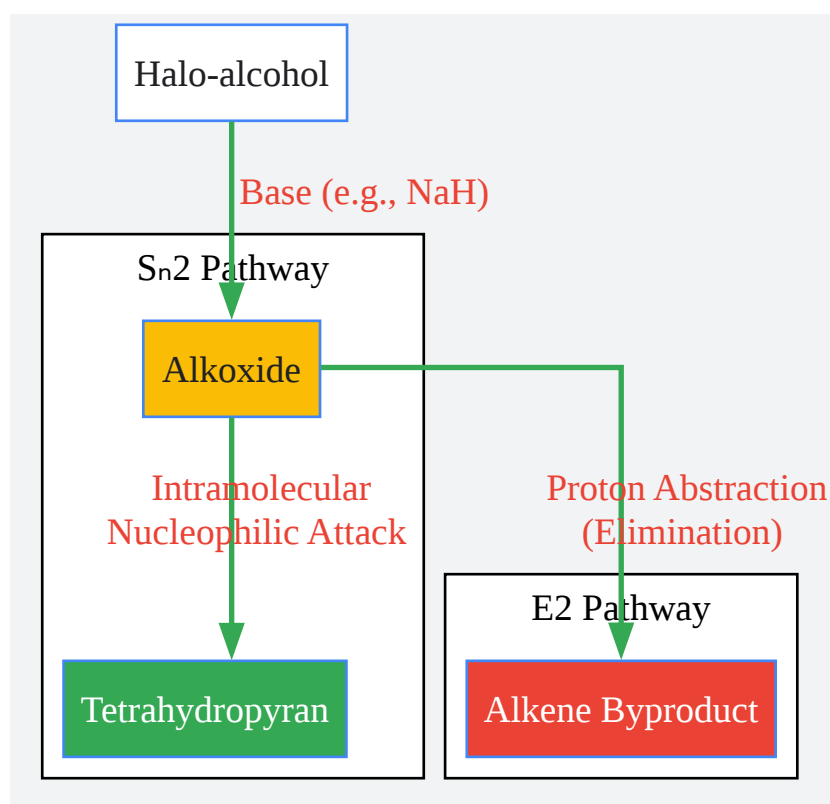 Halo-alcohol
Base (e.g., NaH)
Sₙ2 Pathway
Alkoxide
Intramolecular
Nucleophilic Attack
Proton Abstraction
(Elimination)
E2 Pathway
Tetrahydropyran
Alkene Byproduct